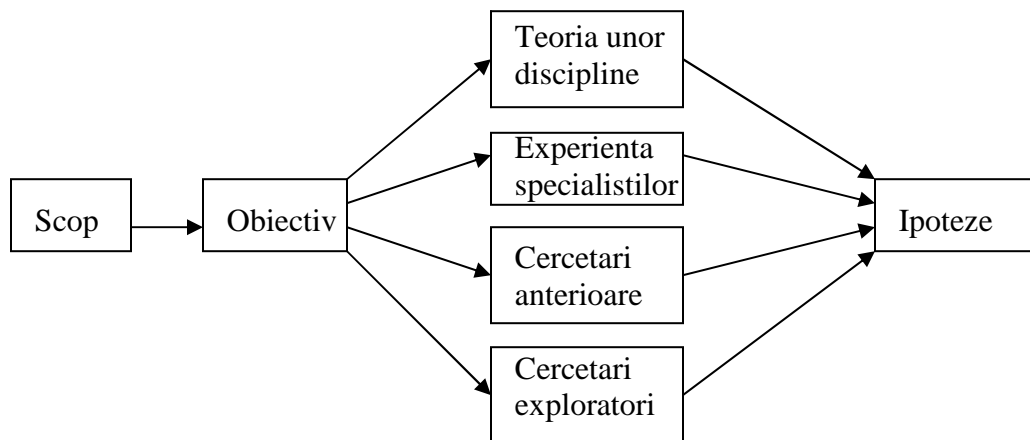 Scop
Obiectiv
Teoria unor
discipline
Experienta
specialistilor
Cercetari
anterioare
Cercetari
exploratori
Ipoteze